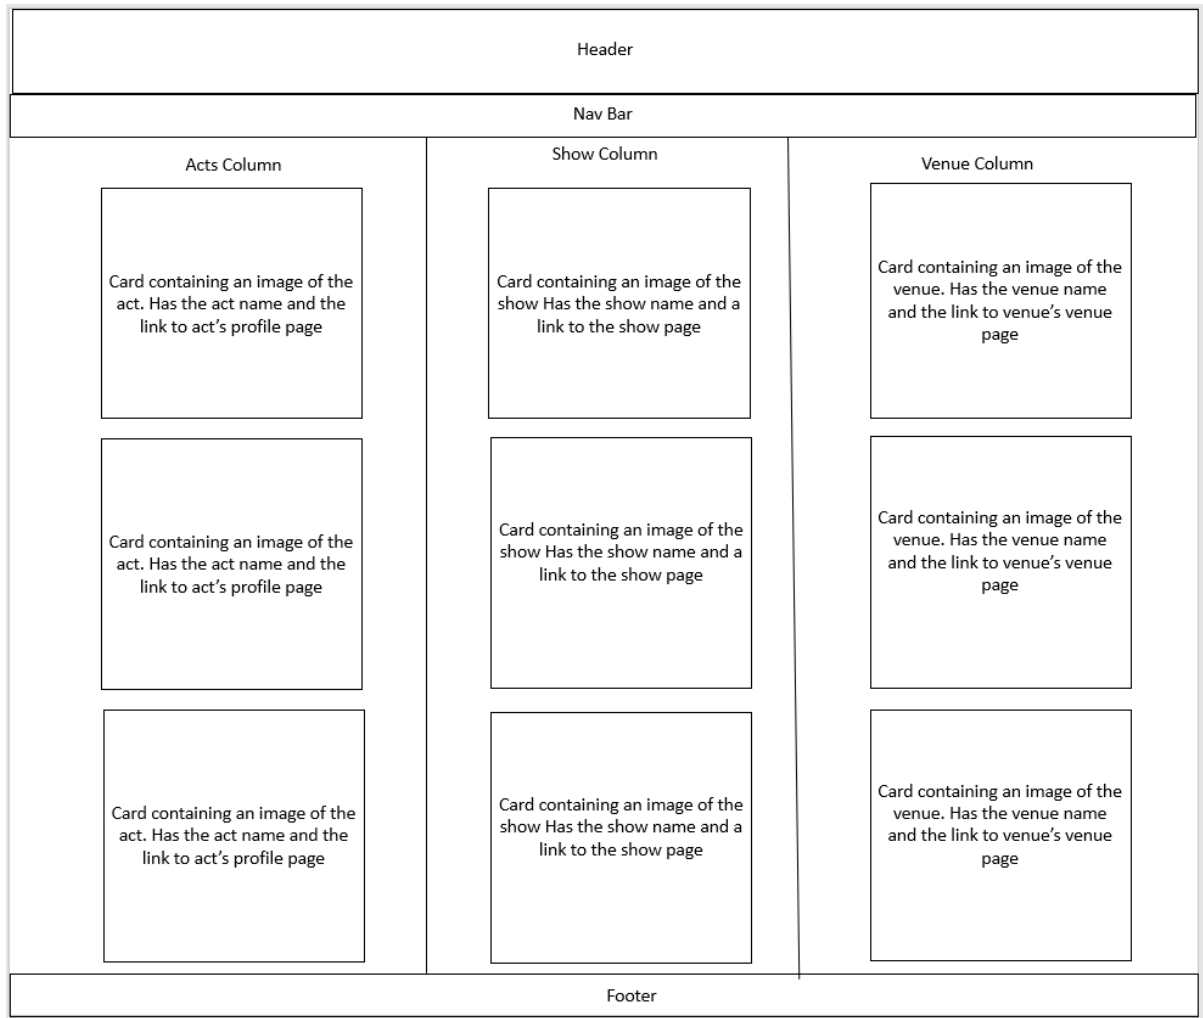 Header
Nav Bar
Acts Column
Card containing an image of the
act. Has the act name and the
link to act’s profile page
Card containing an image of the
act. Has the act name and the
link to act’s profile page
Card containing an image of the
act. Has the act name and the
link to act’s profile page
Show Column
Card containing an image of the
show Has the show name and a
link to the show page
Card containing an image of the
show Has the show name and a
link to the show page
Card containing an image of the
show Has the show name and a
link to the show page
Venue Column
Card containing an image of the
venue. Has the venue name
and the link to venue’s venue
page
Card containing an image of the
venue. Has the venue name
and the link to venue’s venue
page
Card containing an image of the
venue. Has the venue name
and the link to venue’s venue
page
Footer